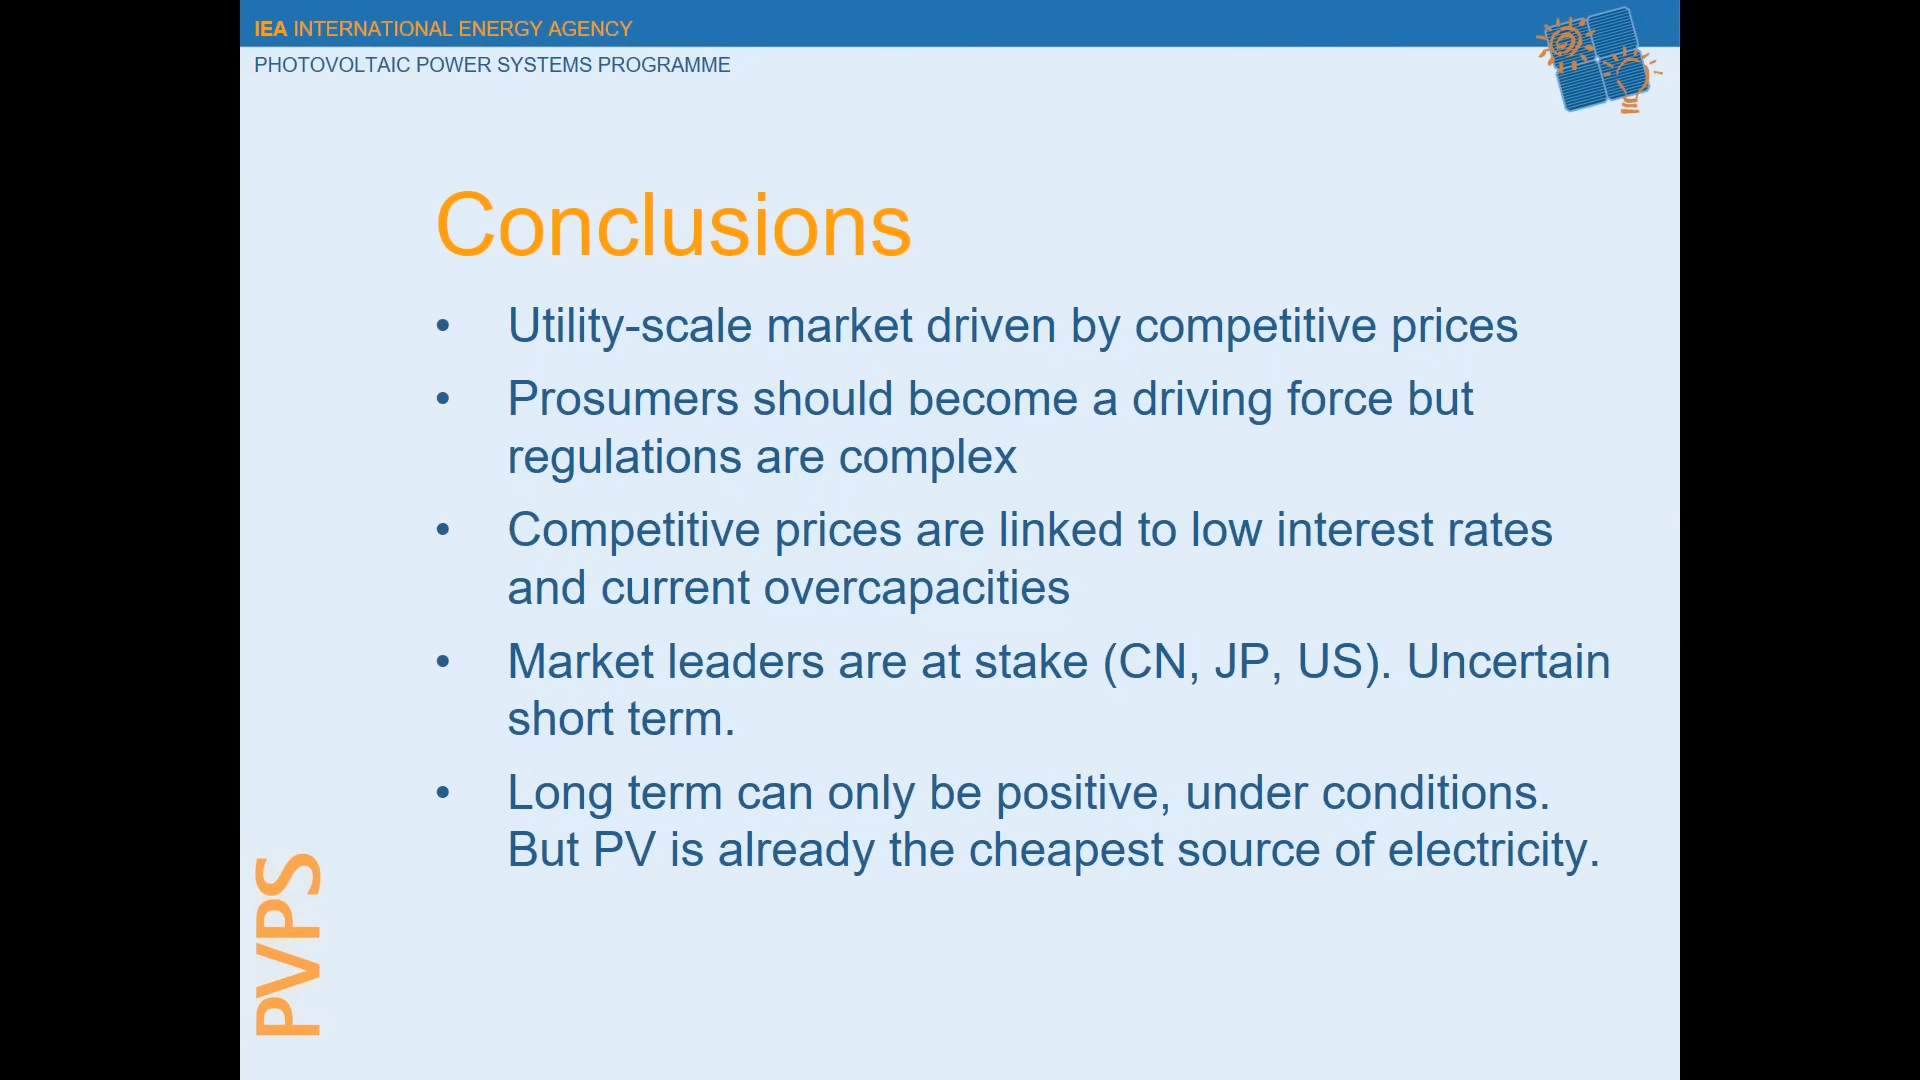 IEA INTERNATIONAL ENERGY AGENCY
PHOTOVOLTAIC POWER SYSTEMS PROGRAMME
Conclusions
• Utility-scale market driven by competitive prices
• Prosumers should become a driving force but
regulations are complex
• Competitive prices are linked to low interest rates
and current overcapacities
• Market leaders are at stake (CN, JP, US). Uncertain
short term.
• Long term can only be positive, under conditions.
But PV is already the cheapest source of electricity.
PVPS